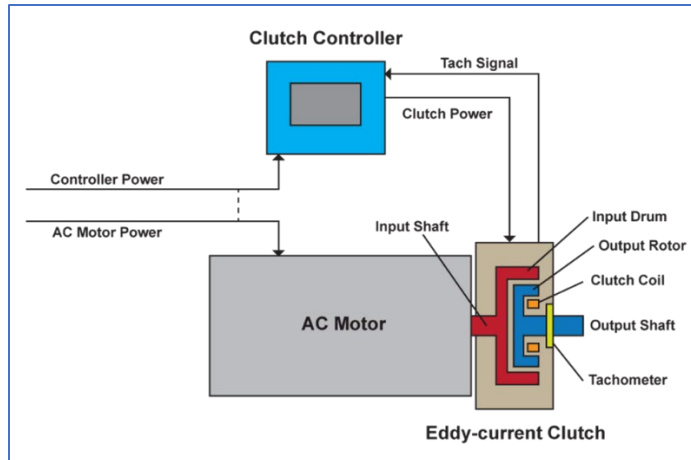 Clutch Controller
Tach Signal
Clutch Power
Controller Power
AC Motor Power
Input Shaft
Input Drum
Output Rotor
Clutch Coil
AC Motor
Output Shaft
Tachometer
Eddy-current Clutch